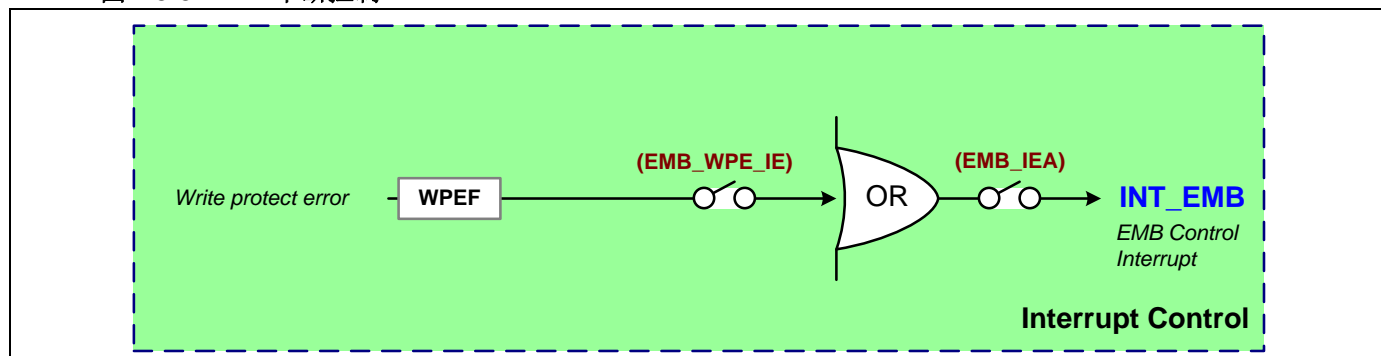 (EMB_WPE_IE)
(EMB_IEA)
Write protect error
WPEF
OR
INT_EMB
EMB Control
Interrupt
Interrupt Control